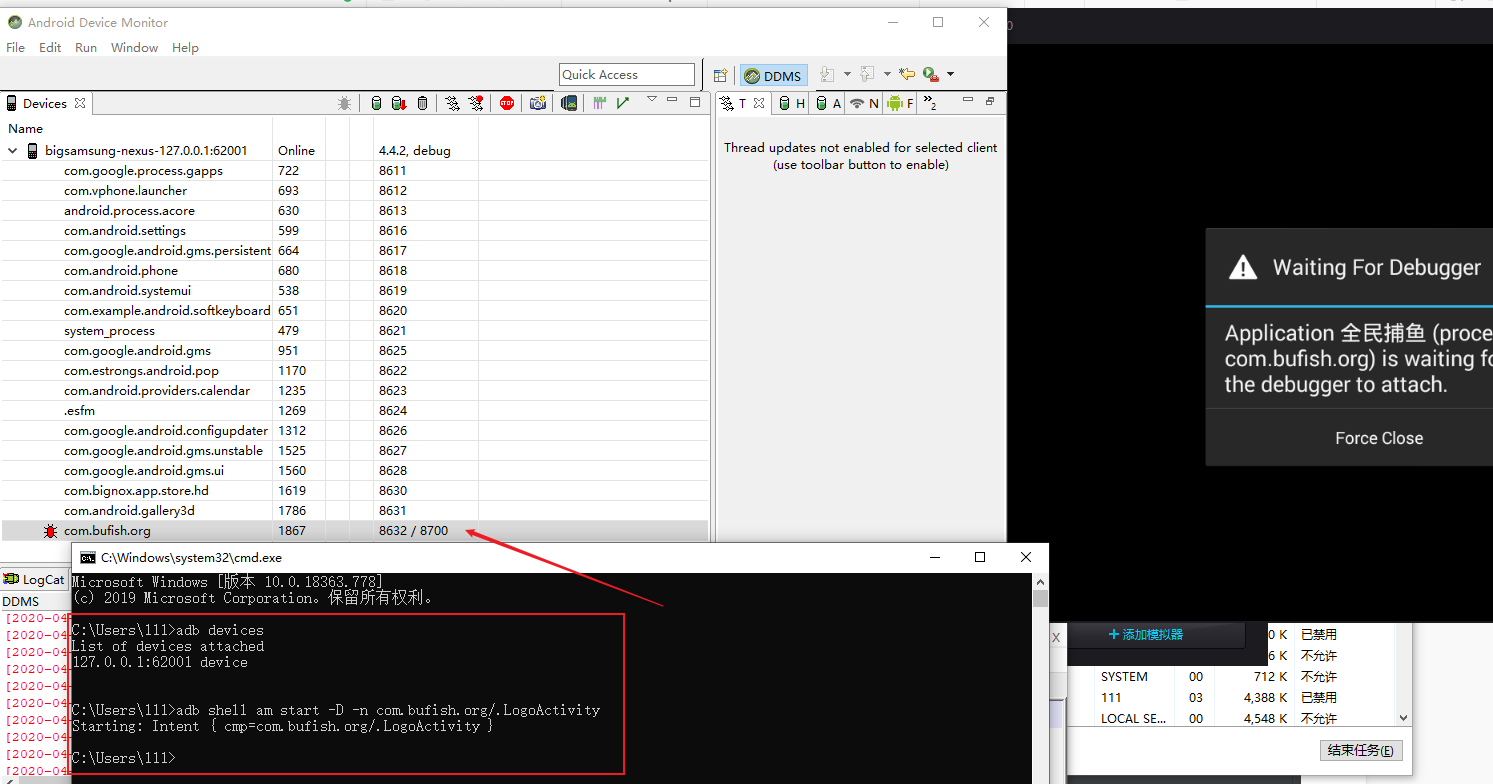 Android Device Monitor
File Edit Run Window Help
Quick Access
DDMS
Devices
T H A N F »2
Name
bigsamsung-nexus-127.0.0.1:62001 Online 4.4.2, debug
com.google.process.gapps 722 8611
com.vphone.launcher 693 8612
android.process.acore 630 8613
com.android.settings 599 8616
com.google.android.gms.persistent 664 8617
com.android.phone 680 8618
com.android.systemui 538 8619
com.example.android.softkeyboard 651 8620
system_process 479 8621
com.google.android.gms 951 8625
com.estrongs.android.pop 1170 8622
com.android.providers.calendar 1235 8623
.esfm 1269 8624
com.google.android.configupdater 1312 8626
com.google.android.gms.unstable 1525 8627
com.google.android.gms.ui 1560 8628
com.bignox.app.store.hd 1619 8630
com.android.gallery3d 1786 8631
com.bufish.org 1867 8632 / 8700
Thread updates not enabled for selected client
(use toolbar button to enable)
Waiting For Debugger
Application 全民捕鱼 (proce
com.bufish.org) is waiting fo
the debugger to attach.
Force Close
LogCat
DDMS
[2020-04
[2020-04
[2020-04
[2020-04
[2020-04
[2020-04
[2020-04
[2020-04
[2020-04
[2020-04
C:\Windows\system32\cmd.exe
Microsoft Windows [版本 10.0.18363.778]
(c) 2019 Microsoft Corporation。保留所有权利。
C:\Users\111>adb devices
List of devices attached
127.0.0.1:62001 device
C:\Users\111>adb shell am start -D -n com.bufish.org/.LogoActivity
Starting: Intent { cmp=com.bufish.org/.LogoActivity }
C:\Users\111>
添加模拟器
0 K 已禁用
6 K 不允许
SYSTEM 00 712 K 不允许
111 03 4,388 K 已禁用
LOCAL SE... 00 4,548 K 不允许
结束任务(E)